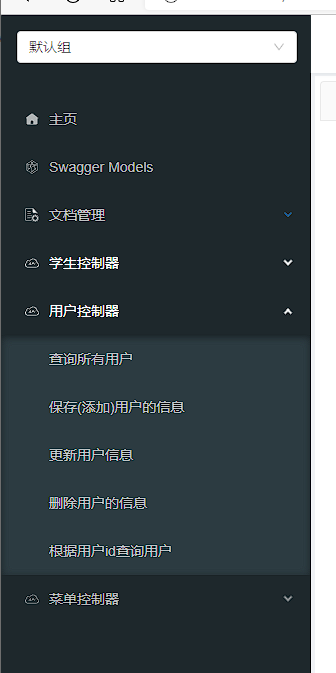 默认组
主页
Swagger Models
文档管理
学生控制器
用户控制器
查询所有用户
保存(添加)用户的信息
更新用户信息
删除用户的信息
根据用户id查询用户
菜单控制器